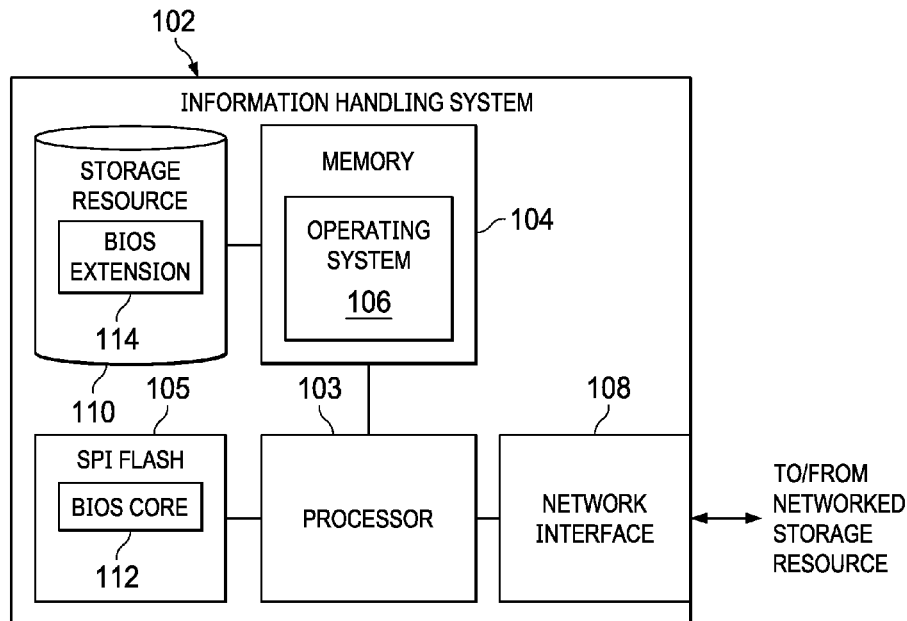 102
INFORMATION HANDLING SYSTEM
STORAGE
RESOURCE
BIOS
EXTENSION
114
110
MEMORY
OPERATING
SYSTEM
106
104
105
SPI FLASH
BIOS CORE
112
103
PROCESSOR
108
NETWORK
INTERFACE
TO/FROM
NETWORKED
STORAGE
RESOURCE